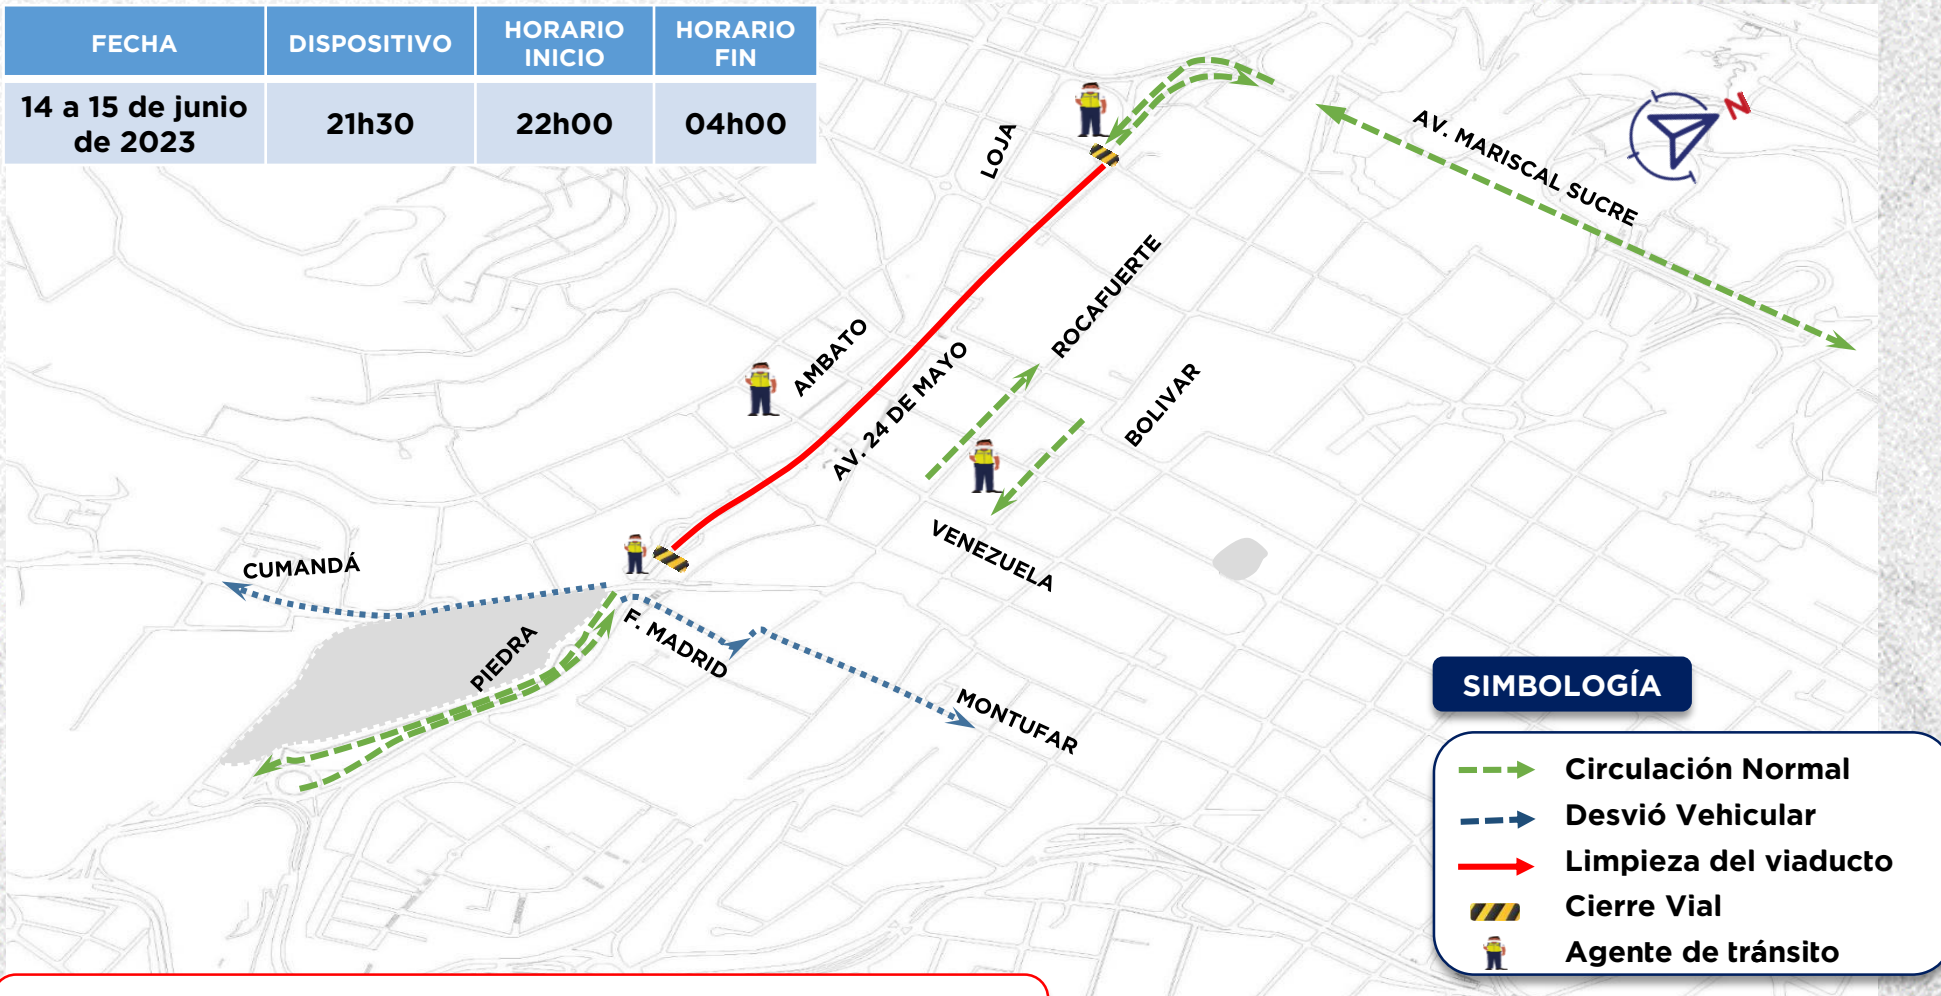 FECHA
DISPOSITIVO
HORARIO
INICIO
HORARIO
FIN
14 a 15 de junio
de 2023
21h30
22h00
04h00
N
AV. MARISCAL SUCRE
LOJA
ROCAFUERTE
AMBATO
AV. 24 DE MAYO
BOLIVAR
VENEZUELA
CUMANDÁ
F. MADRID
PIEDRA
MONTUFAR
SIMBOLOGÍA
Circulación Normal
Desvió Vehicular
Limpieza del viaducto
Cierre Vial
Agente de tránsito